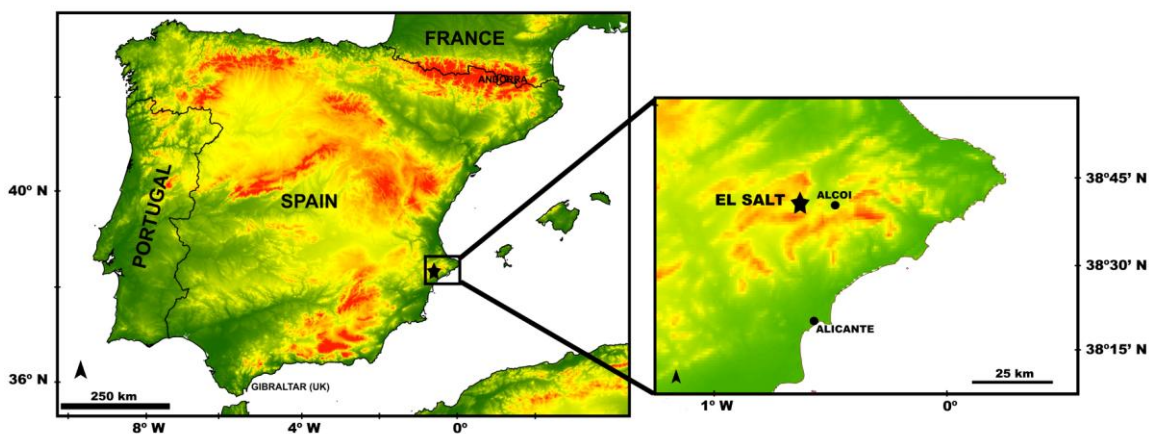 FRANCE
ANDORRA
40° N
SPAIN
PORTUGAL
36° N
GIBRALTAR (UK)
250 km
8° W
4° W
0°
EL SALT
ALCOI
38°45' N
38°30' N
ALICANTE
38°15' N
25 km
1° W
0°